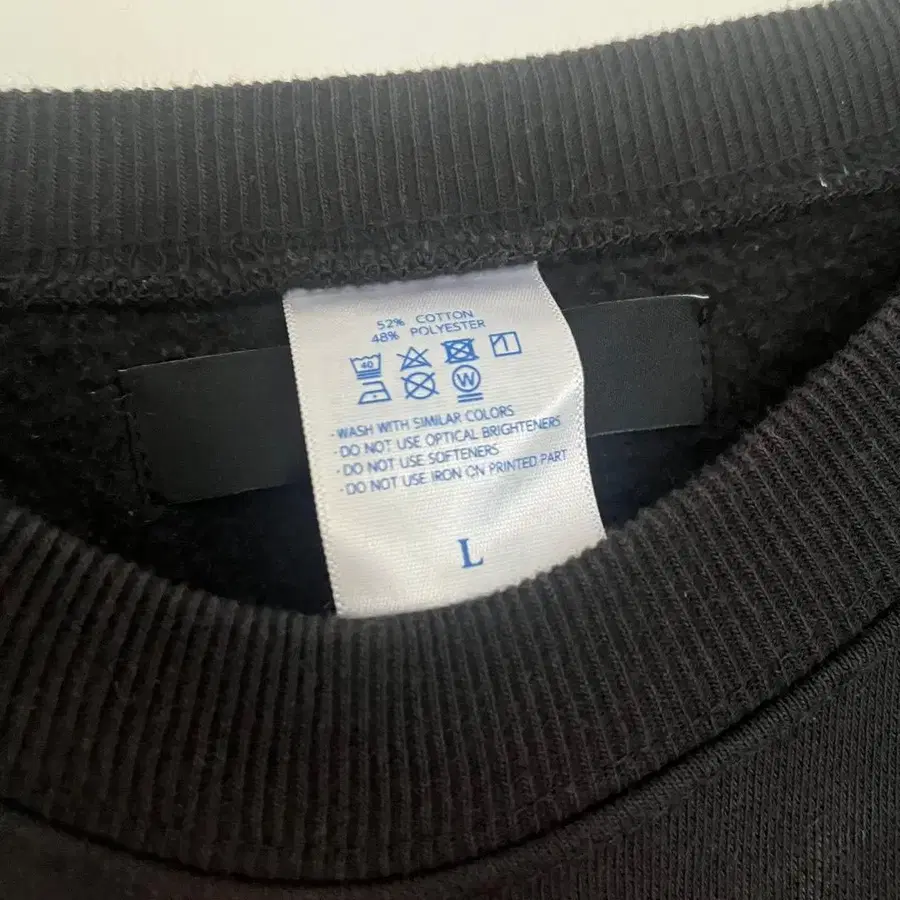 52% COTTON
48% POLYESTER
40
W
·WASH WITH SIMILAR COLORS
·DO NOT USE OPTICAL BRIGHTENERS
·DO NOT USE SOFTENERS
·DO NOT USE IRON ON PRINTED PART
L